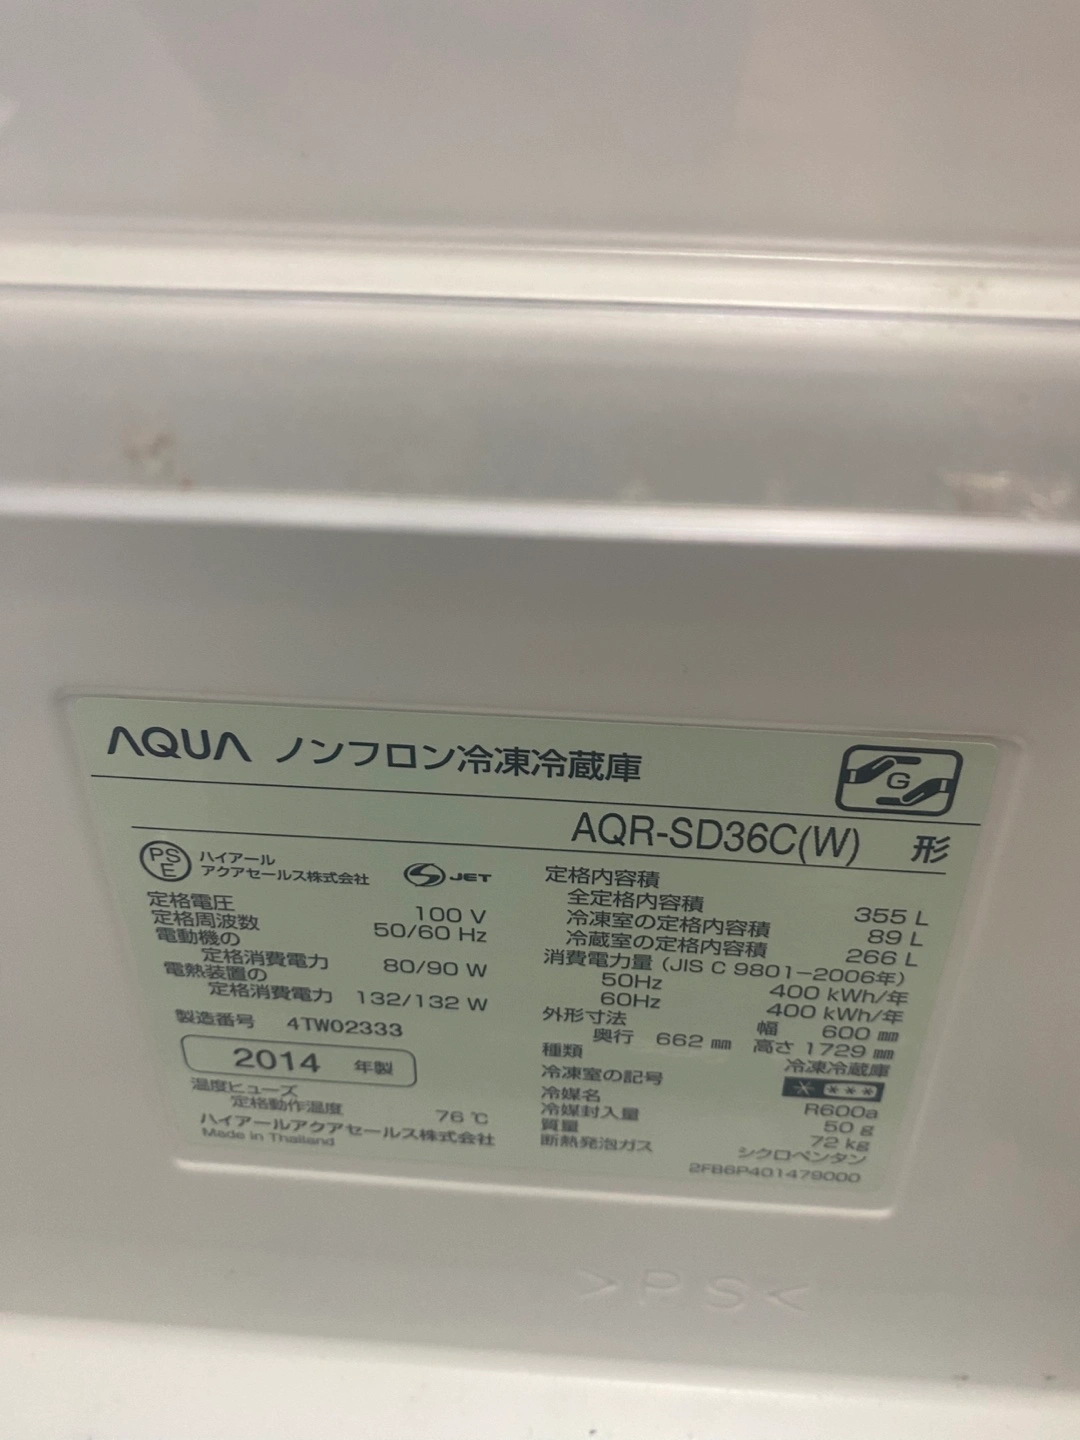 AQUA ノンフロン冷凍冷蔵庫
G
AQR-SD36C(W) 形
PSE ハイアール
アクアセールス株式会社
JET
定格電圧 100 V
定格周波数 50/60 Hz
電動機の
定格消費電力 80/90 W
電熱装置の
定格消費電力 132/132 W
製造番号 4TW02333
2014 年製
温度ヒューズ
定格動作温度 76 ℃
ハイアールアクアセールス株式会社
Made in Thailand
定格内容積
全定格内容積 355 L
冷凍室の定格内容積 89 L
冷蔵室の定格内容積 266 L
消費電力量 (JIS C 9801-2006年)
50Hz 400 kWh/年
60Hz 400 kWh/年
外形寸法 幅 600 mm
奥行 662 mm 高さ 1729 mm
種類 冷凍冷蔵庫
冷凍室の記号 * ***
冷媒名 R600a
冷媒封入量 50 g
質量 72 kg
断熱発泡ガス シクロペンタン
2FB6P401479000
>PS<